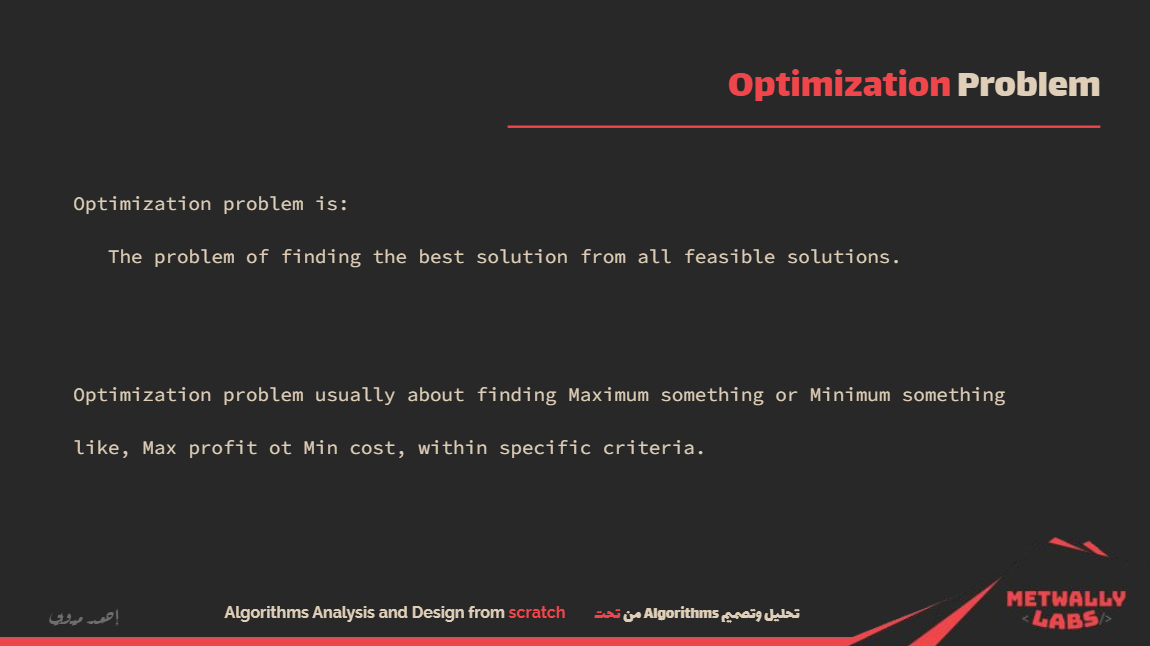 Optimization Problem
Optimization problem is:
The problem of finding the best solution from all feasible solutions.
Optimization problem usually about finding Maximum something or Minimum something
like, Max profit ot Min cost, within specific criteria.
Algorithms Analysis and Design from scratch
تحليل وتصميم Algorithms من تحت
METWALLY
<LABS/>